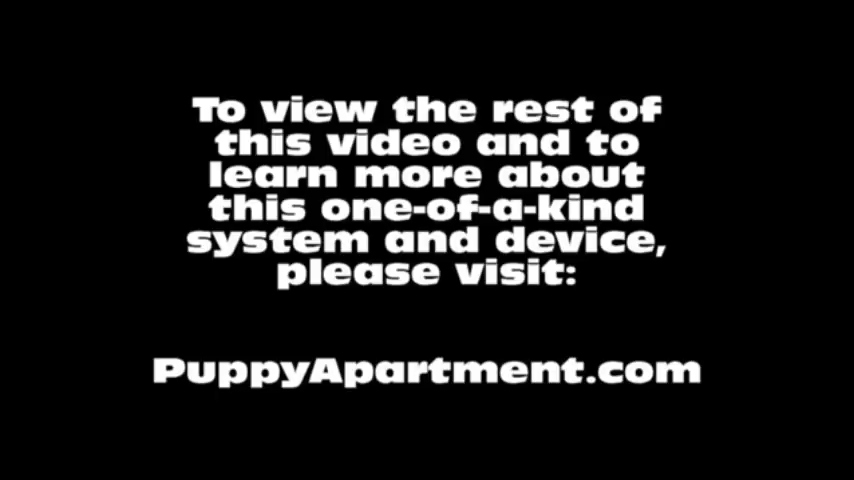 To view the rest of
this video and to
learn more about
this one-of-a-kind
system and device,
please visit:
PuppyApartment.com